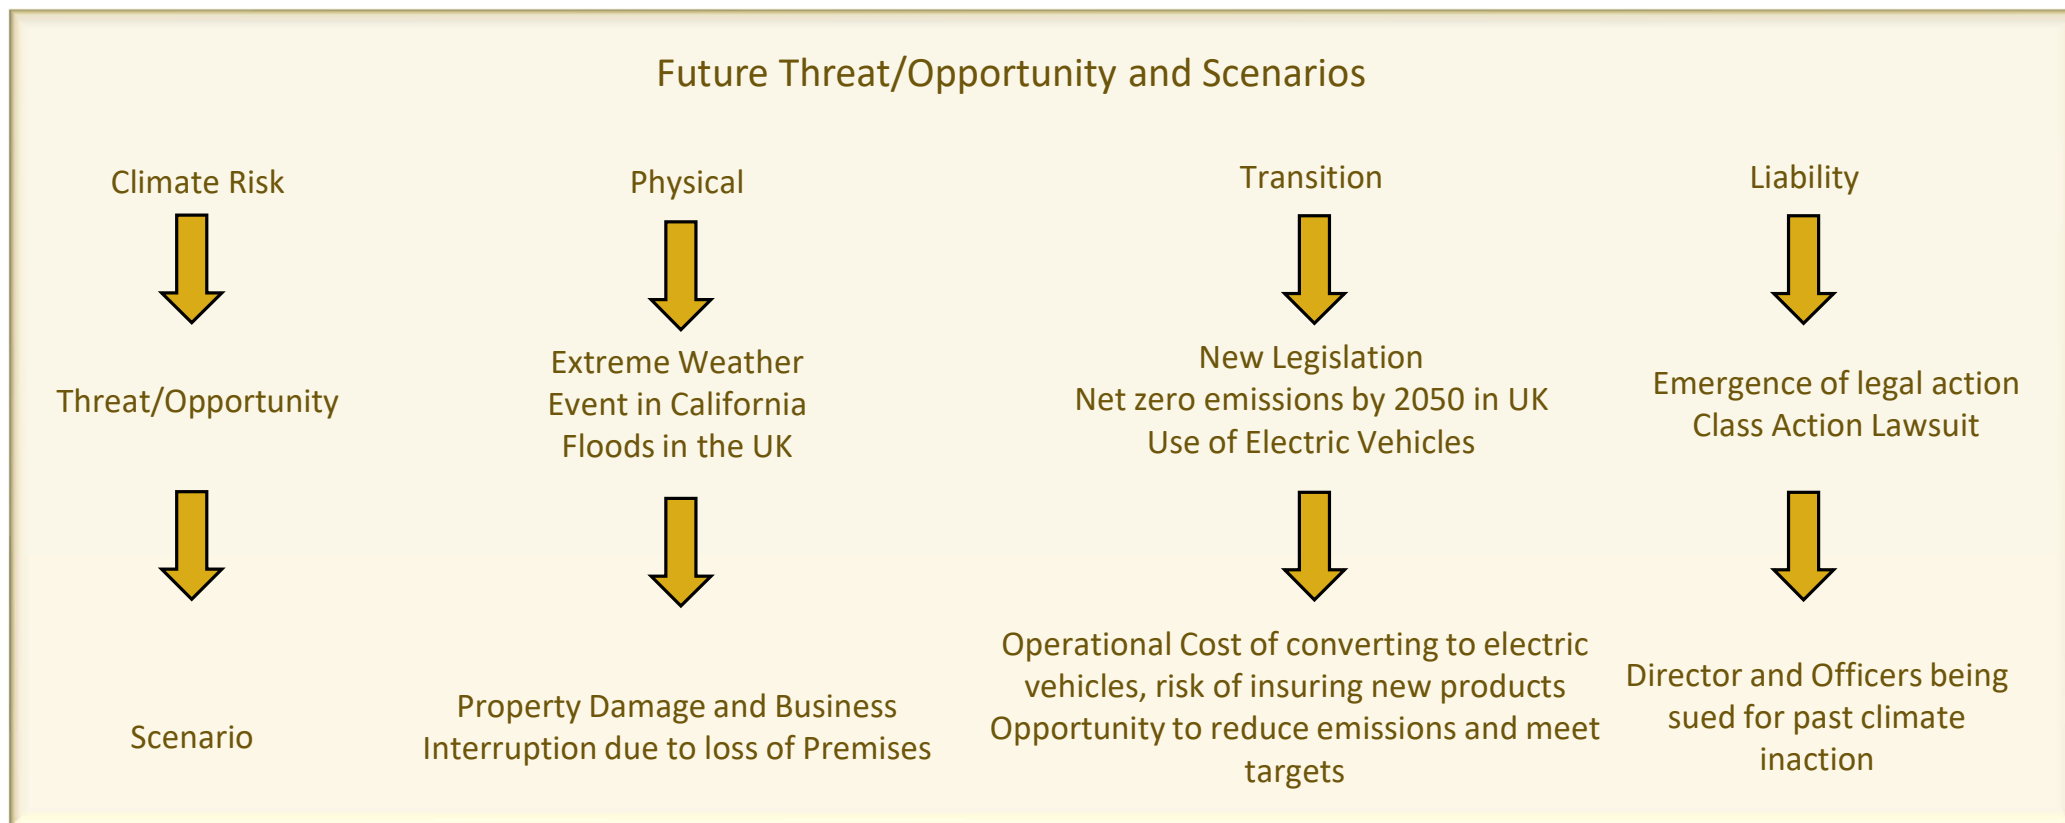 Future Threat/Opportunity and Scenarios
Climate Risk
Physical
Transition
Liability
Threat/Opportunity
Extreme Weather
Event in California
Floods in the UK
New Legislation
Net zero emissions by 2050 in UK
Use of Electric Vehicles
Emergence of legal action
Class Action Lawsuit
Scenario
Property Damage and Business
Interruption due to loss of Premises
Operational Cost of converting to electric
vehicles, risk of insuring new products
Opportunity to reduce emissions and meet
targets
Director and Officers being
sued for past climate
inaction